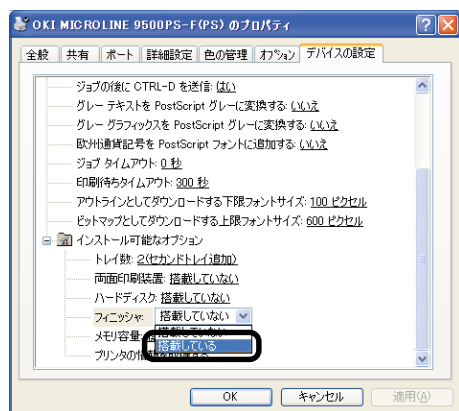 OKI MICROLINE 9500PS-F(PS) のプロパティ
全般 共有 ポート 詳細設定 色の管理 オプション デバイスの設定
ジョブの後に CTRL-D を送信: はい
グレー テキストを PostScript グレーに変換する: いいえ
グレー グラフィックスを PostScript グレーに変換する: いいえ
欧州通貨記号を PostScript フォントに追加する: いいえ
ジョブ タイムアウト: 0 秒
印刷待ちタイムアウト: 300 秒
アウトラインとしてダウンロードする下限フォントサイズ: 100 ピクセル
ビットマップとしてダウンロードする上限フォントサイズ: 600 ピクセル
インストール可能なオプション
トレイ数: 2(セカンドトレイ追加)
両面印刷装置: 搭載していない
ハードディスク: 搭載していない
フィニッシャ: 搭載していない
メモリ容量: 搭載していない
搭載している
プリンタの情報を取得する
OK キャンセル 適用(A)